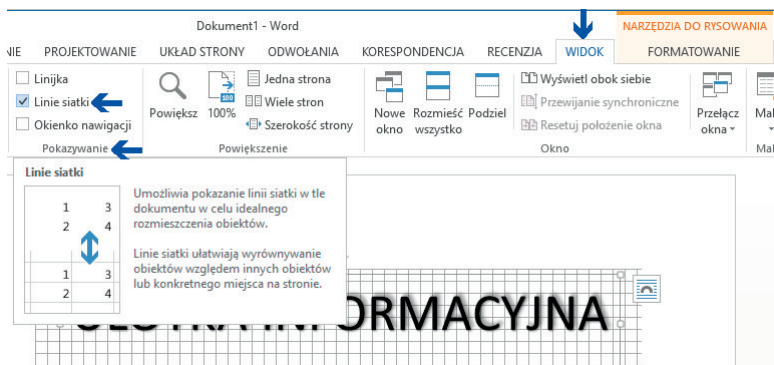 Dokument1 - Word
NARZĘDZIA DO RYSOWANIA
NIE PROJEKTOWANIE UKŁAD STRONY ODWOŁANIA KORESPONDENCJA RECENZJA WIDOK FORMATOWANIE
Linijka
Linie siatki
Okienko nawigacji
Pokazywanie
Powiększ
100%
100
Jedna strona
Wiele stron
Szerokość strony
Powiększenie
Nowe okno
Rozmieść wszystko
Podziel
Wyświetl obok siebie
Przewijanie synchroniczne
Resetuj położenie okna
Przełącz okna
Okno
Linie siatki
1 3
2 4
1 3
2 4
Umożliwia pokazanie linii siatki w tle
dokumentu w celu idealnego
rozmieszczenia obiektów.
Linie siatki ułatwiają wyrównywanie
obiektów względem innych obiektów
lub konkretnego miejsca na stronie.
INFORMACYJNA